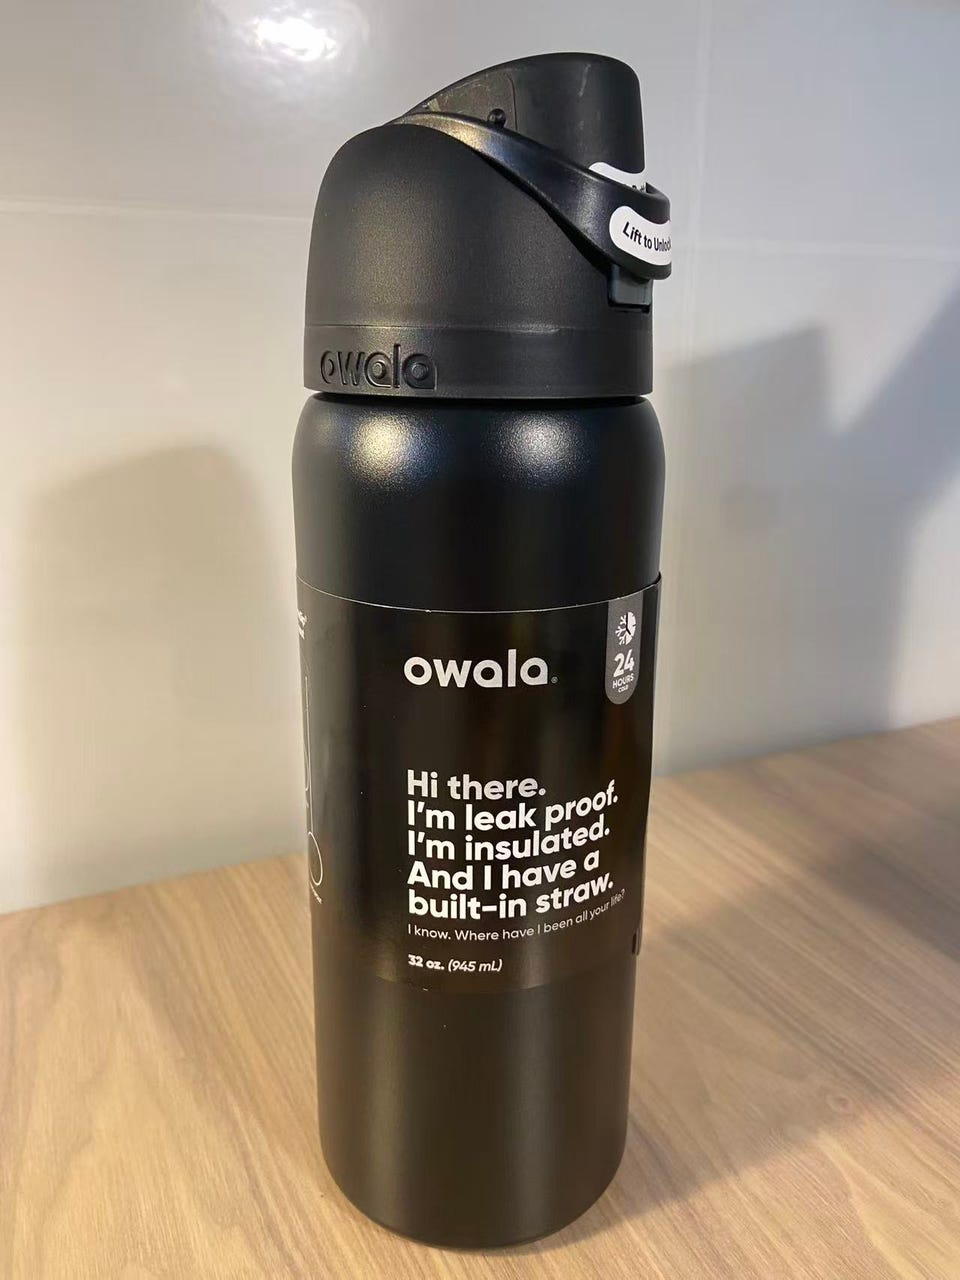 Lift to Unlock
owala
owala®
24
HOURS
COLD
Hi there.
I'm leak proof.
I'm insulated.
And I have a
built-in straw.
I know. Where have I been all your life?
32 oz. (945 mL)